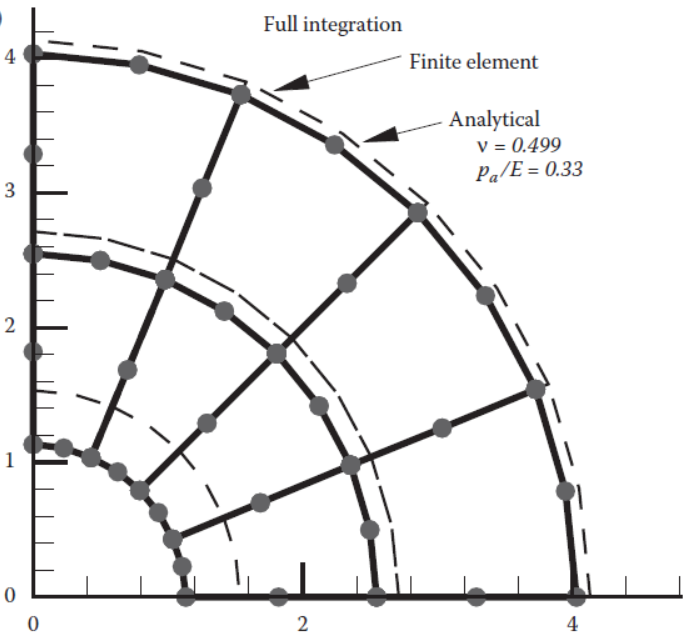 )
Full integration
Finite element
Analytical
ν = 0.499
pₐ/E = 0.33
4
3
2
1
0
0 2 4